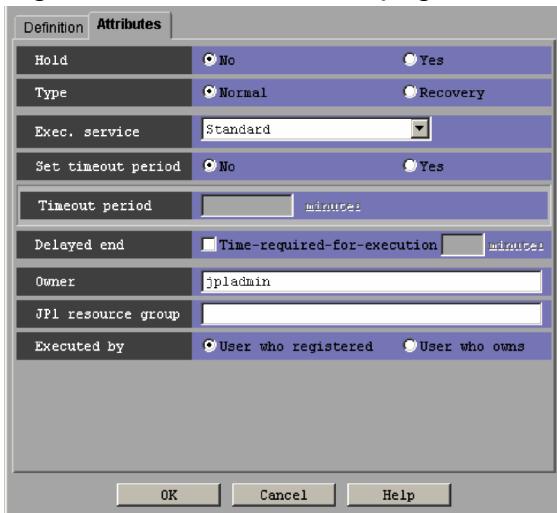 Definition Attributes
Hold No Yes
Type Normal Recovery
Exec. service Standard
Set timeout period No Yes
Timeout period minutes
Delayed end Time-required-for-execution minutes
Owner jp1admin
JP1 resource group
Executed by User who registered User who owns
OK Cancel Help